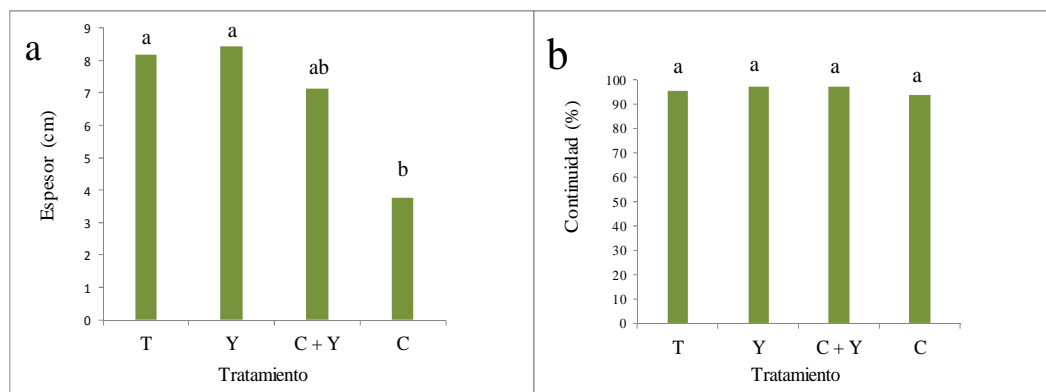 a
Espesor (cm)
9
8
7
6
5
4
3
2
1
0
a
a
ab
b
T
Y
C + Y
C
Tratamiento
b
Continuidad (%)
100
90
80
70
60
50
40
30
20
10
0
a
a
a
a
T
Y
C + Y
C
Tratamiento